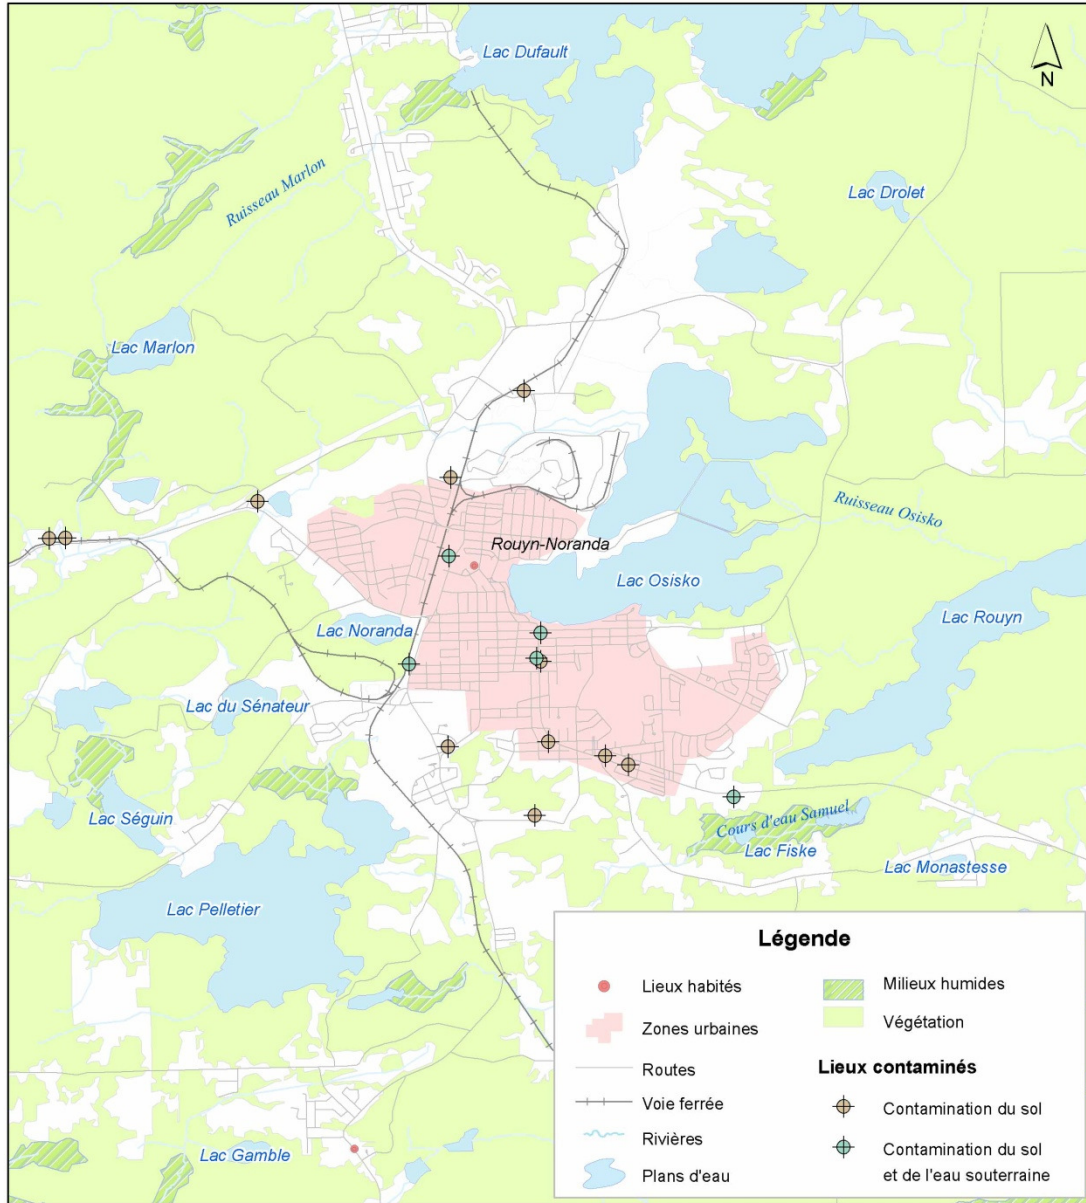 Lac Dufault
N
Ruisseau Marlon
Lac Drolet
Lac Marlon
Ruisseau Osisko
Rouyn-Noranda
Lac Osisko
Lac Rouyn
Lac Noranda
Lac du Sénateur
Lac Séguin
Cours d'eau Samuel
Lac Fiske
Lac Monastesse
Lac Pelletier
Lac Gamble
Légende
Lieux habités
Zones urbaines
Routes
Voie ferrée
Rivières
Plans d'eau
Milieux humides
Végétation
Lieux contaminés
Contamination du sol
Contamination du sol
et de l'eau souterraine